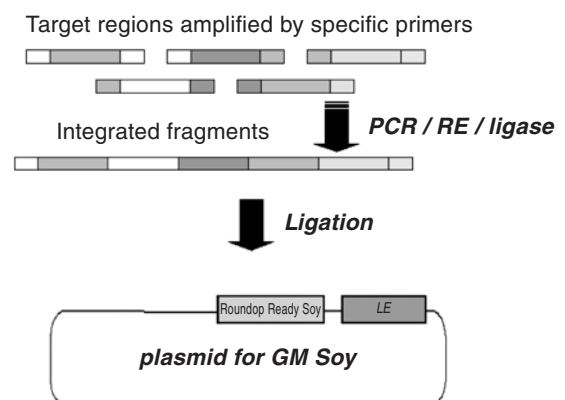 Target regions amplified by specific primers
PCR / RE / ligase
Integrated fragments
Ligation
Roundop Ready Soy
LE
plasmid for GM Soy